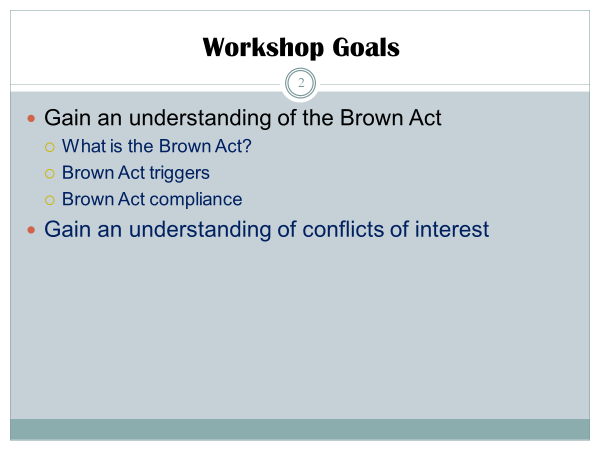 Workshop Goals
2
• Gain an understanding of the Brown Act
○ What is the Brown Act?
○ Brown Act triggers
○ Brown Act compliance
• Gain an understanding of conflicts of interest